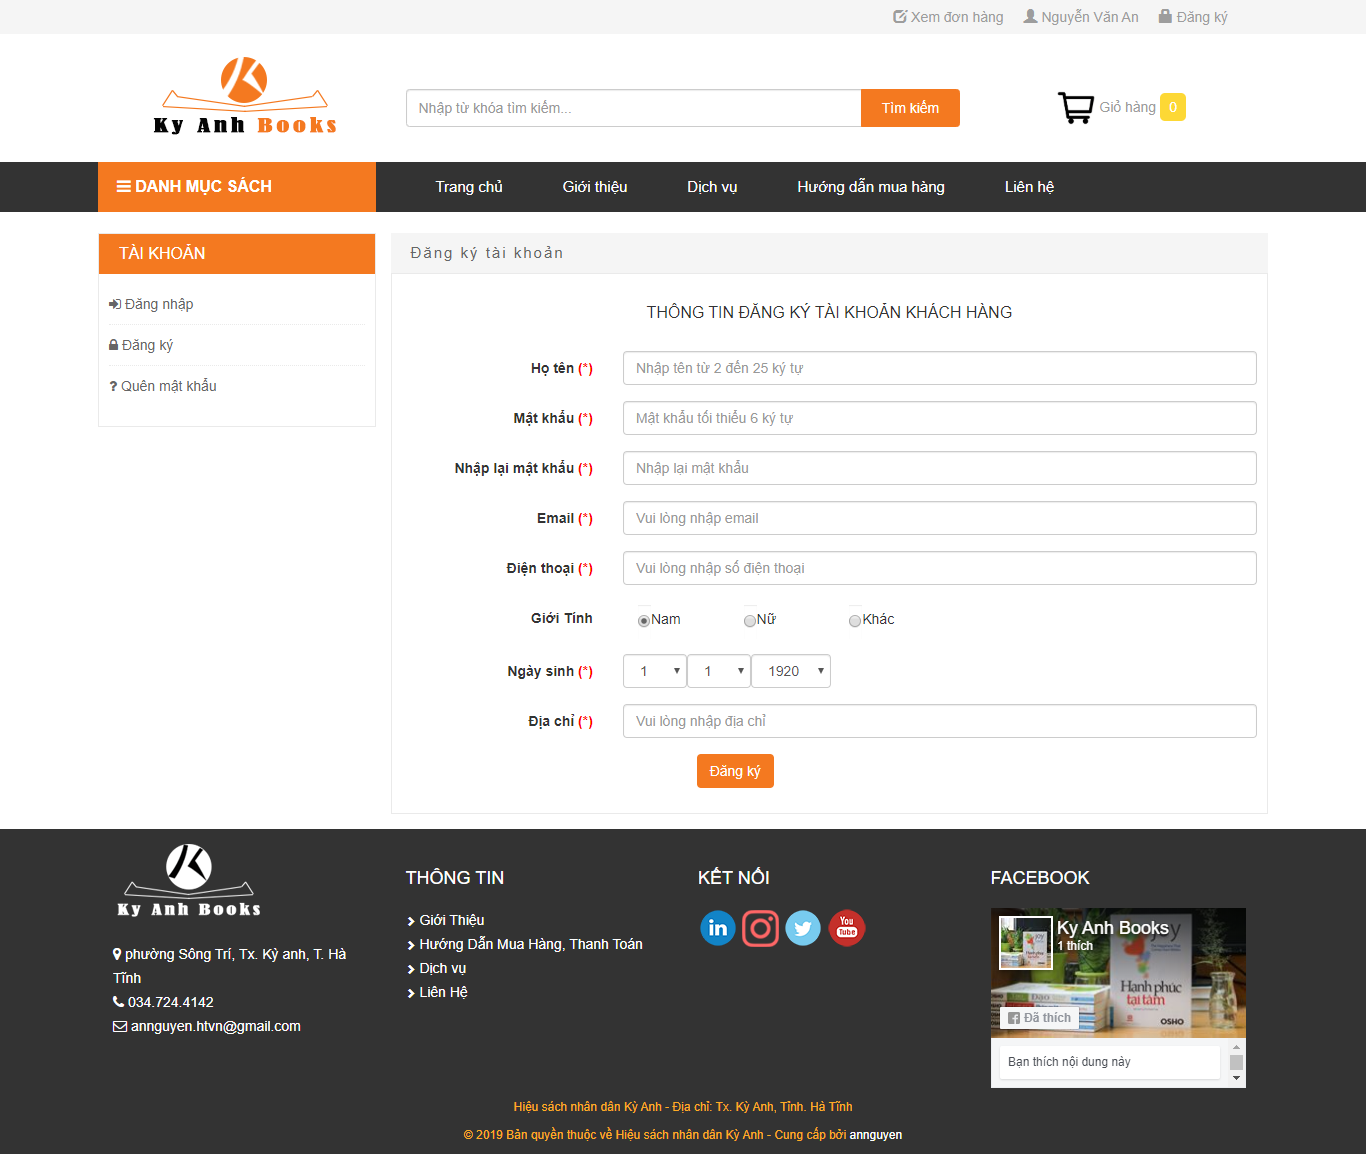 Xem đơn hàng Nguyễn Văn An Đăng ký
Ky Anh Books
Nhập từ khóa tìm kiếm... Tìm kiếm
Giỏ hàng 0
DANH MỤC SÁCH Trang chủ Giới thiệu Dịch vụ Hướng dẫn mua hàng Liên hệ
TÀI KHOẢN
Đăng nhập
Đăng ký
? Quên mật khẩu
Đăng ký tài khoản
THÔNG TIN ĐĂNG KÝ TÀI KHOẢN KHÁCH HÀNG
Họ tên (*) Nhập tên từ 2 đến 25 ký tự
Mật khẩu (*) Mật khẩu tối thiểu 6 ký tự
Nhập lại mật khẩu (*) Nhập lại mật khẩu
Email (*) Vui lòng nhập email
Điện thoại (*) Vui lòng nhập số điện thoại
Giới Tính Nam Nữ Khác
Ngày sinh (*) 1 1 1920
Địa chỉ (*) Vui lòng nhập địa chỉ
Đăng ký
Ky Anh Books
phường Sông Trí, Tx. Kỳ anh, T. Hà
Tĩnh
034.724.4142
annguyen.htvn@gmail.com
THÔNG TIN
Giới Thiệu
Hướng Dẫn Mua Hàng, Thanh Toán
Dịch vụ
Liên Hệ
KẾT NỐI
in
You
Tube
FACEBOOK
Ky Anh Books
1 thích
joy
Hạnh phúc
tại tâm
OSHO
Đã thích
Bạn thích nội dung này
Hiệu sách nhân dân Kỳ Anh - Địa chỉ: Tx. Kỳ Anh, Tỉnh. Hà Tĩnh
© 2019 Bản quyền thuộc về Hiệu sách nhân dân Kỳ Anh - Cung cấp bởi annguyen